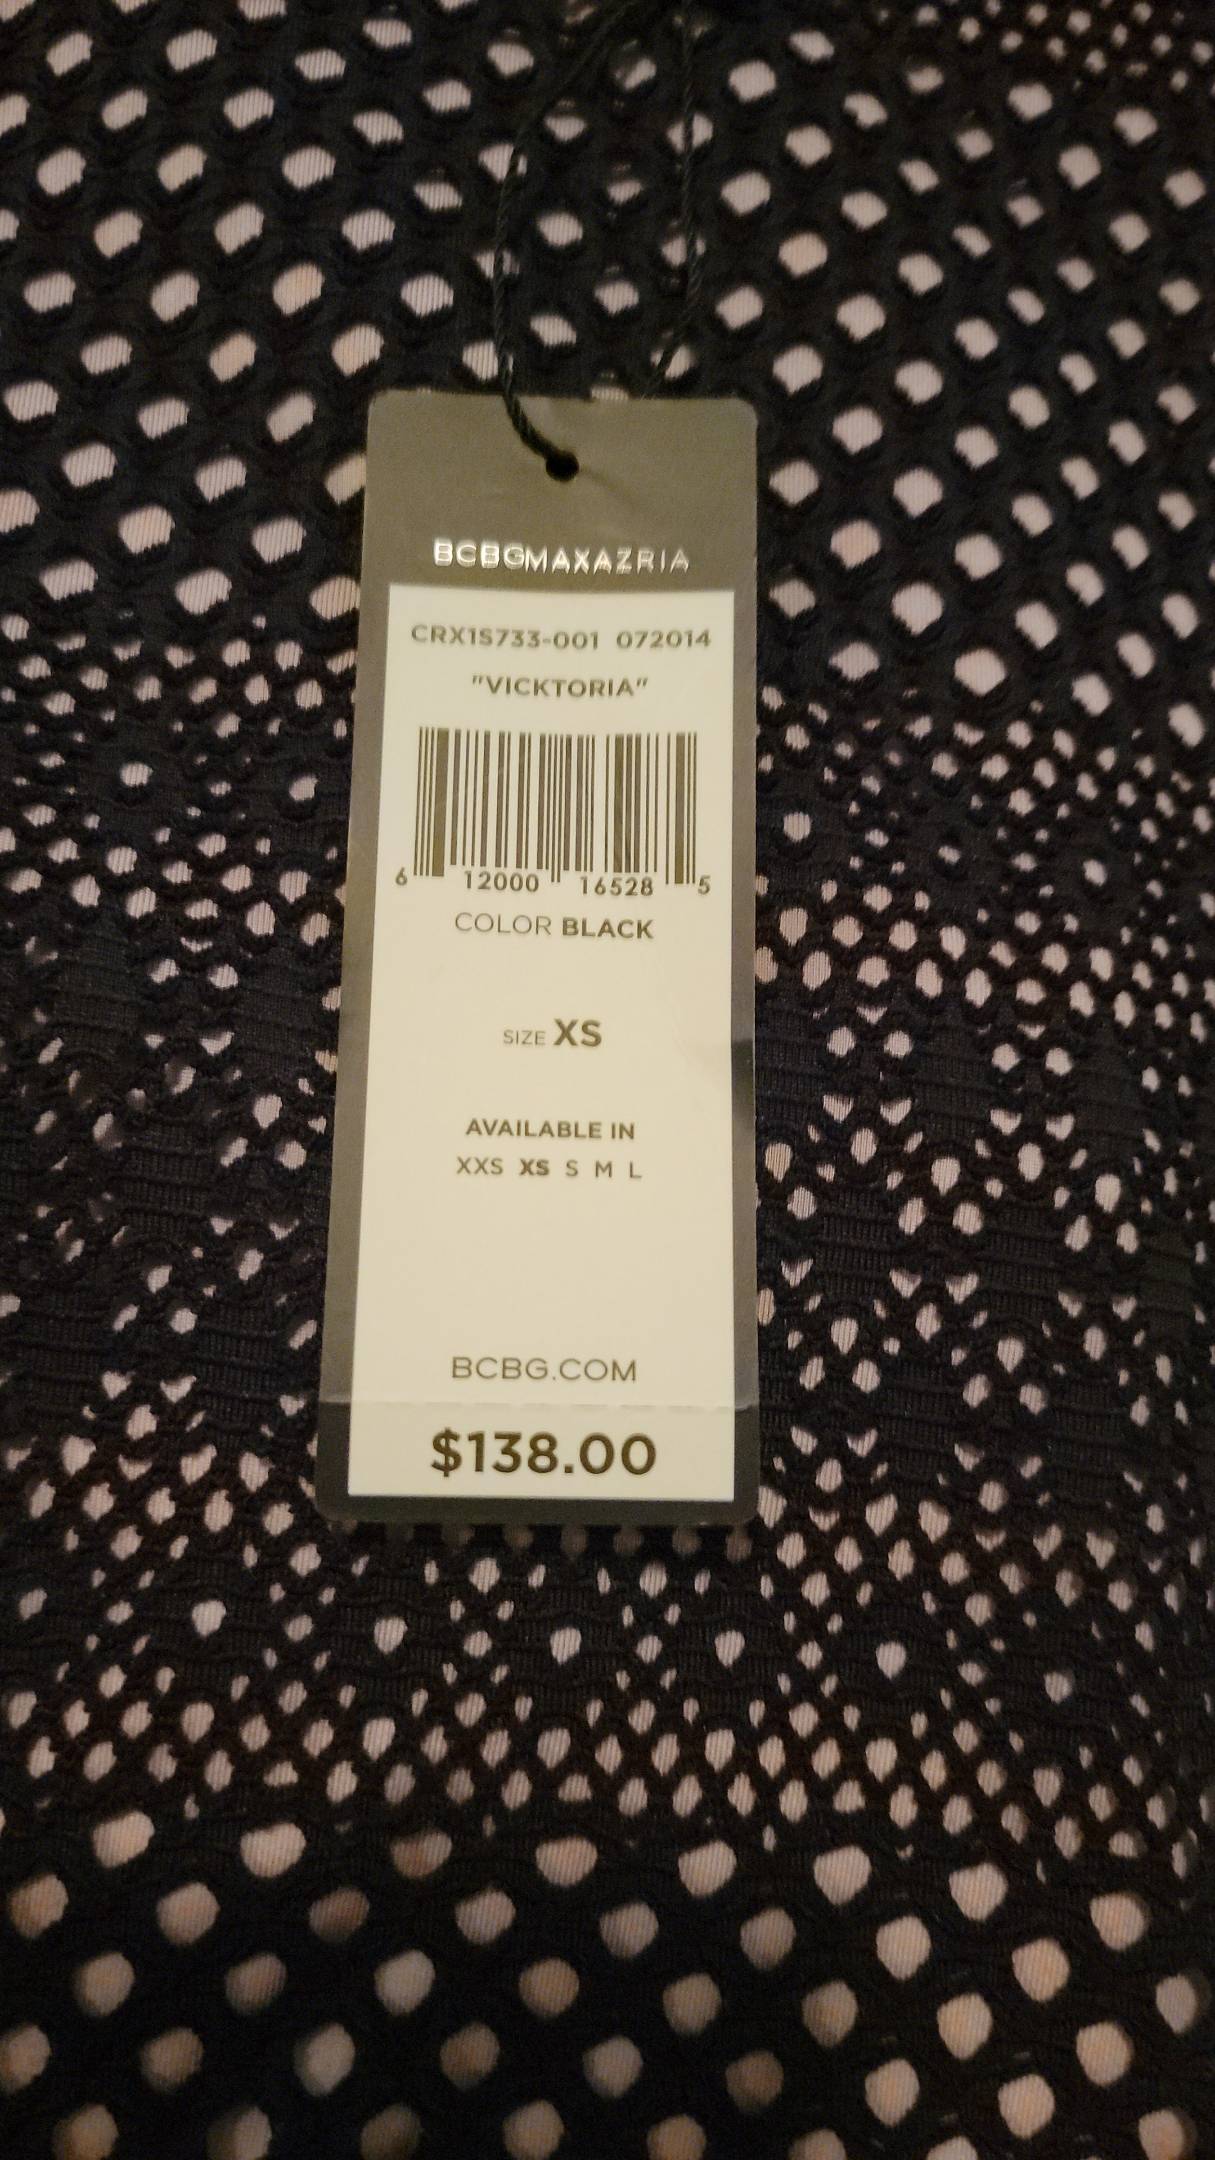 BCBGMAXAZRIA
CRX1S733-001 072014
"VICKTORIA"
6 12000 16528 5
COLOR BLACK
SIZE XS
AVAILABLE IN
XXS XS S M L
BCBG.COM
$138.00